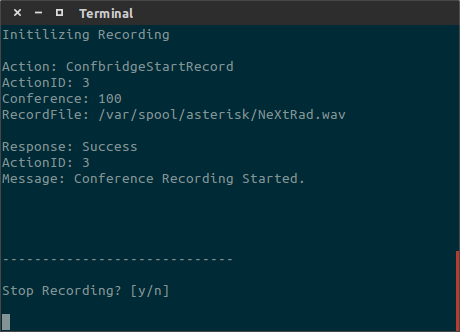 Terminal
Initilizing Recording
Action: ConfbridgeStartRecord
ActionID: 3
Conference: 100
RecordFile: /var/spool/asterisk/NeXtRad.wav
Response: Success
ActionID: 3
Message: Conference Recording Started.
-----------------------------
Stop Recording? [y/n]